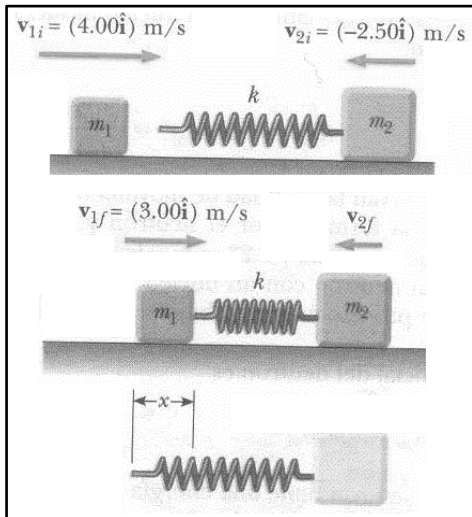 v₁ᵢ = (4.00î) m/s
v₂ᵢ = (−2.50î) m/s
k
m₁
m₂
v₁f = (3.00î) m/s
v₂f
k
m₁
m₂
x